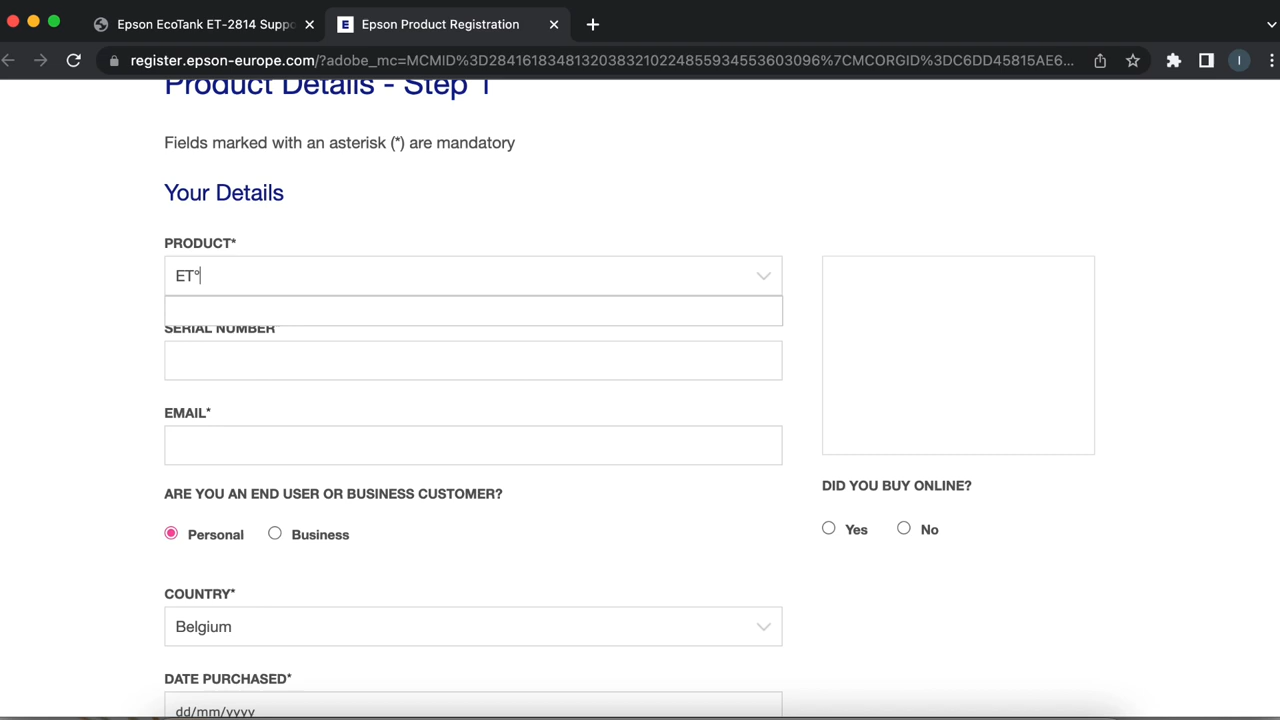 Epson EcoTank ET-2814 Suppo
Epson Product Registration
register.epson-europe.com/?adobe_mc=MCMID%3D28416183481320383210224855934553603096%7CMCORGID%3DC6DD45815AE6...
I
Product Details - Step 1
Fields marked with an asterisk (*) are mandatory
Your Details
PRODUCT*
ET°
SERIAL NUMBER
EMAIL*
ARE YOU AN END USER OR BUSINESS CUSTOMER?
Personal Business
DID YOU BUY ONLINE?
Yes No
COUNTRY*
Belgium
DATE PURCHASED*
dd/mm/yyyy